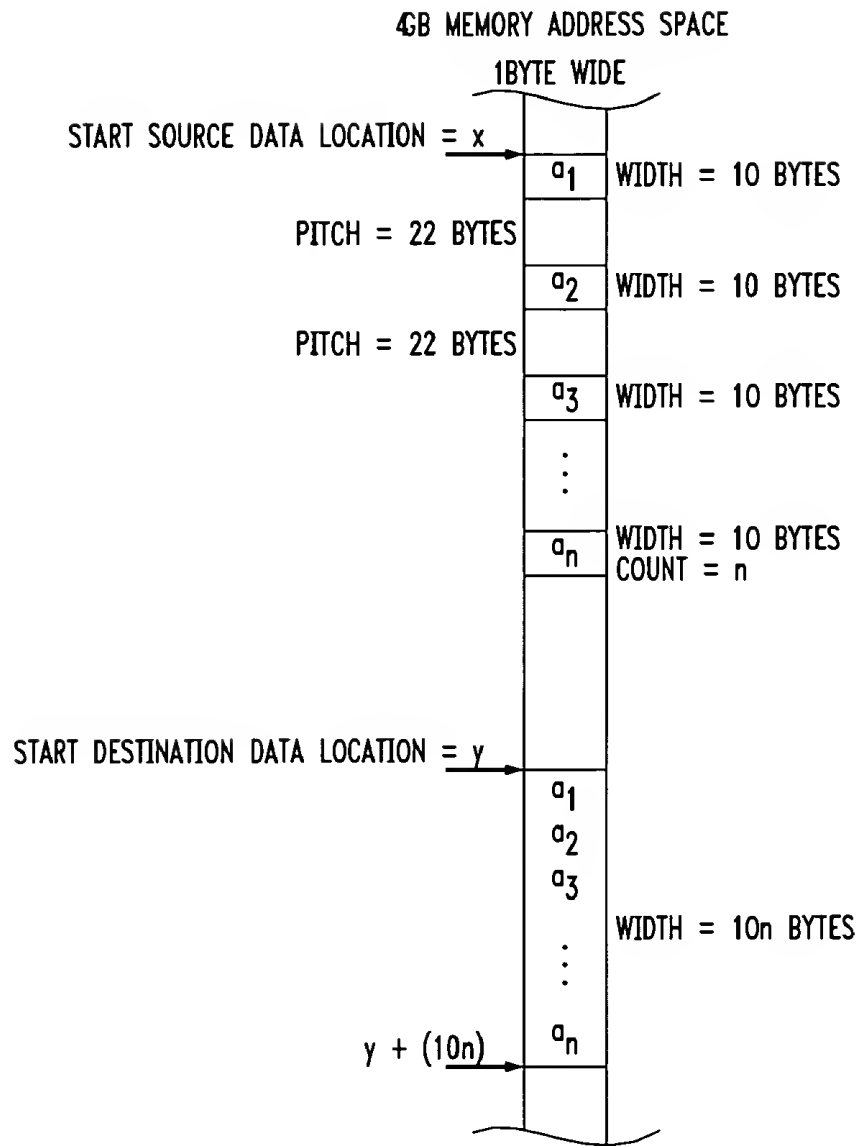 4GB MEMORY ADDRESS SPACE
1BYTE WIDE
START SOURCE DATA LOCATION = x
a1 WIDTH = 10 BYTES
PITCH = 22 BYTES
a2 WIDTH = 10 BYTES
PITCH = 22 BYTES
a3 WIDTH = 10 BYTES
⋮
an WIDTH = 10 BYTES
COUNT = n
START DESTINATION DATA LOCATION = y
a1
a2
a3
WIDTH = 10n BYTES
⋮
an
y + (10n)